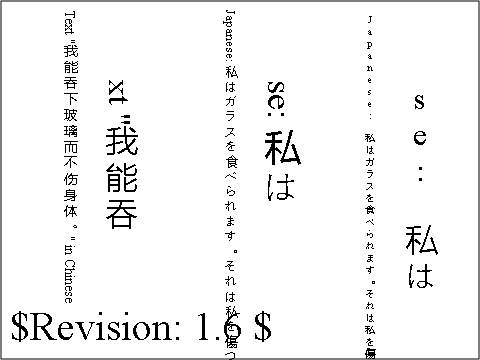 Text "我能吞下玻璃而不伤身体。" in Chinese
xt "我能吞
Japanese: 私はガラスを食べられます。それは私を傷つ
se: 私は
Japanese: 私はガラスを食べられます。それは私を傷
se: 私は
$Revision: 1.6 $